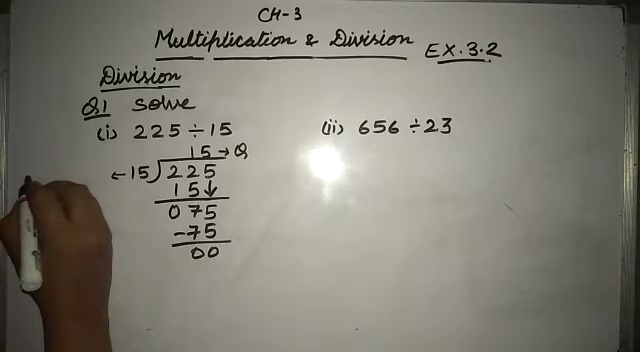 CH-3
Multiplication & Division EX.3.2
Division
Q1 Solve
(i) 225 ÷ 15
(ii) 656 ÷ 23
15 → Q
← 15) 225
15↓
075
-75
00